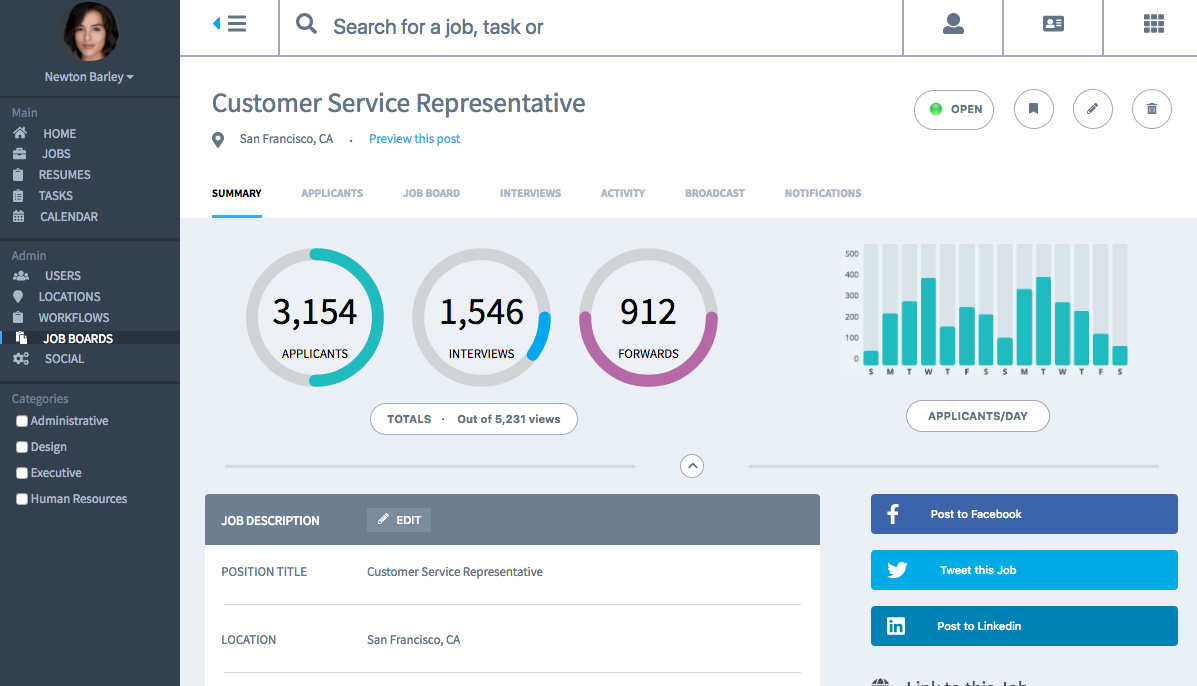 Search for a job, task or
Newton Barley
Main
HOME
JOBS
RESUMES
TASKS
CALENDAR
Admin
USERS
LOCATIONS
WORKFLOWS
JOB BOARDS
SOCIAL
Categories
Administrative
Design
Executive
Human Resources
Customer Service Representative
San Francisco, CA . Preview this post
OPEN
SUMMARY APPLICANTS JOB BOARD INTERVIEWS ACTIVITY BROADCAST NOTIFICATIONS
3,154
APPLICANTS
1,546
INTERVIEWS
912
FORWARDS
TOTALS · Out of 5,231 views
500
400
300
200
100
0
S M T W T F S S M T W T F S
APPLICANTS/DAY
JOB DESCRIPTION EDIT
POSITION TITLE Customer Service Representative
LOCATION San Francisco, CA
Post to Facebook
Tweet this Job
Post to Linkedin
Link to this Job